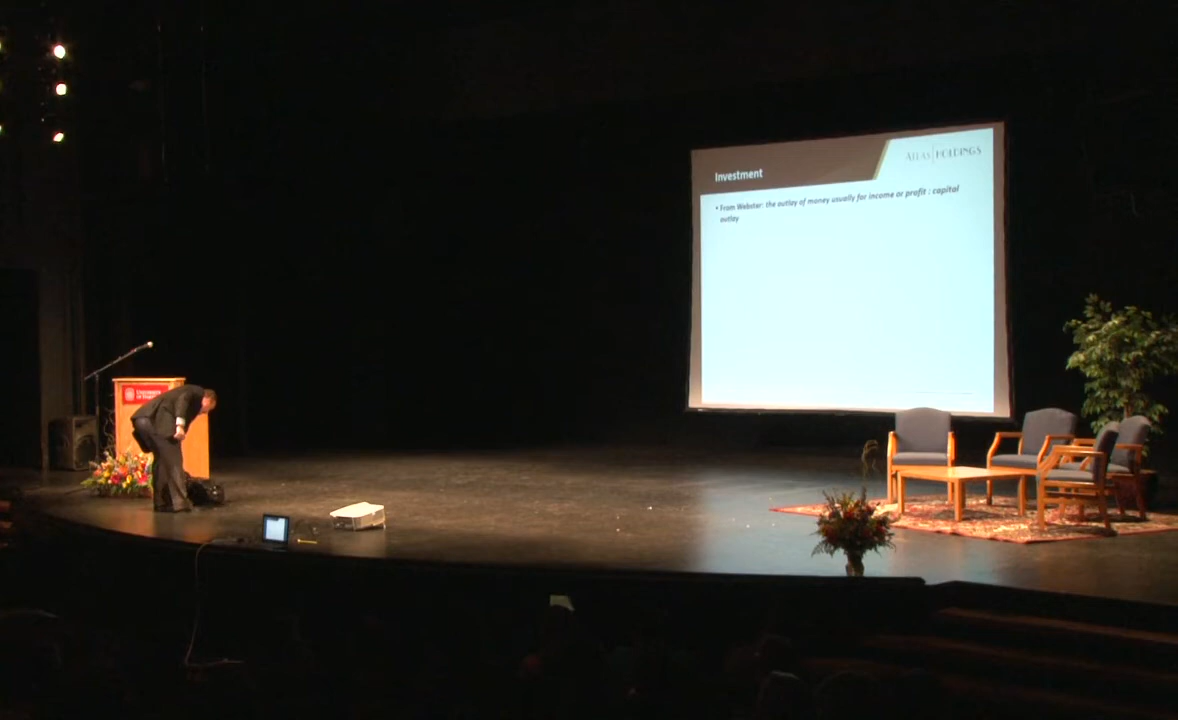 ATLAS HOLDINGS
Investment
• From Webster: the outlay of money usually for income or profit : capital
outlay